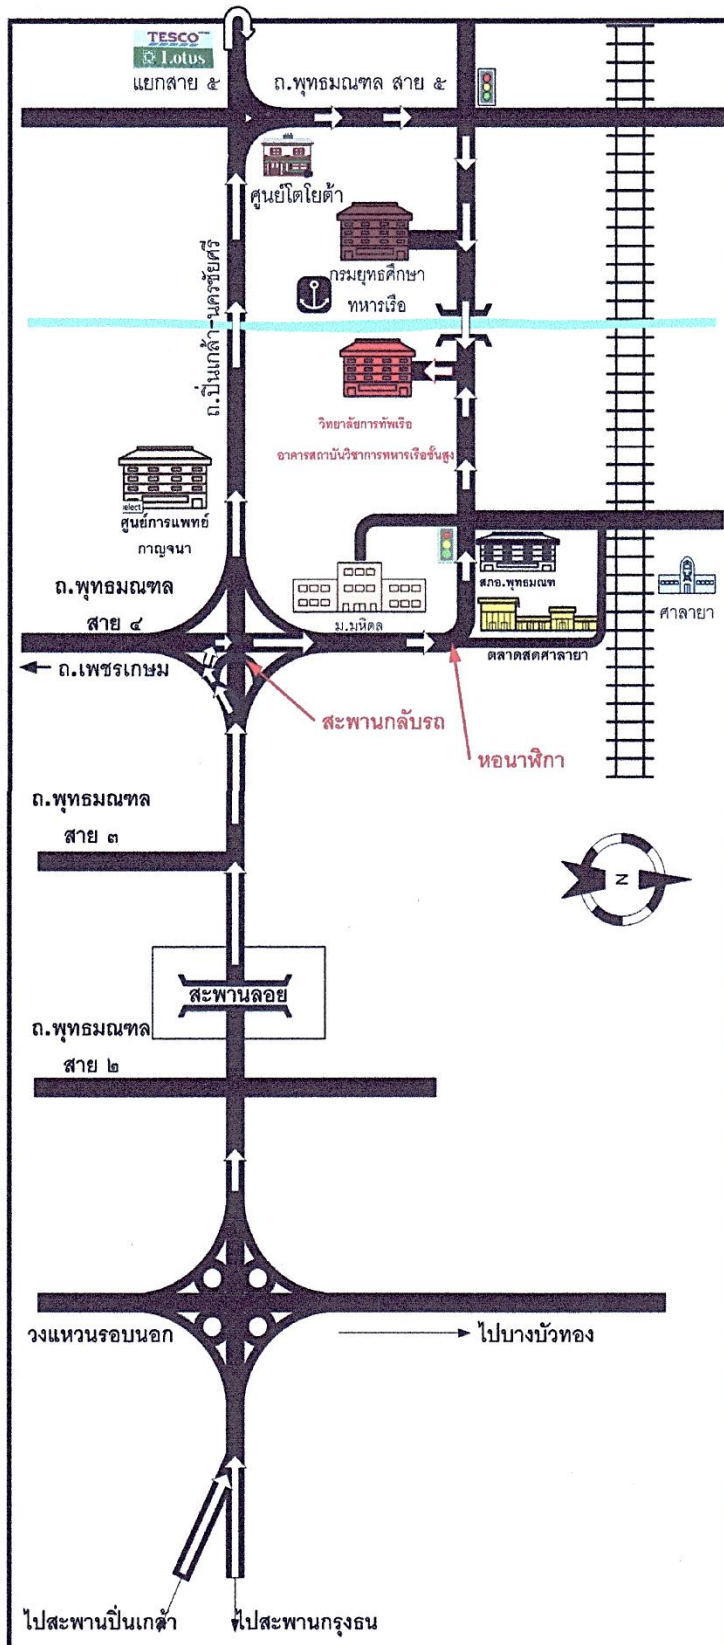 TESCO
Lotus
แยกสาย ๕
ถ.พุทธมณฑล สาย ๕
ศูนย์โตโยต้า
กรมยุทธศึกษา
ทหารเรือ
ถ.ปิ่นเกล้า-นครชัยศรี
วิทยาลัยการทัพเรือ
อาคารสถาบันวิชาการทหารเรือชั้นสูง
elect
ศูนย์การแพทย์
กาญจนา
ถ.พุทธมณฑล
สาย ๔
ม.มหิดล
สภอ.พุทธมณฑ
ศาลายา
ตลาดสดศาลายา
ถ.เพชรเกษม
สะพานกลับรถ
หอนาฬิกา
ถ.พุทธมณฑล
สาย ๓
N
สะพานลอย
ถ.พุทธมณฑล
สาย ๒
วงแหวนรอบนอก
ไปบางบัวทอง
ไปสะพานปิ่นเกล้า
ไปสะพานกรุงธน